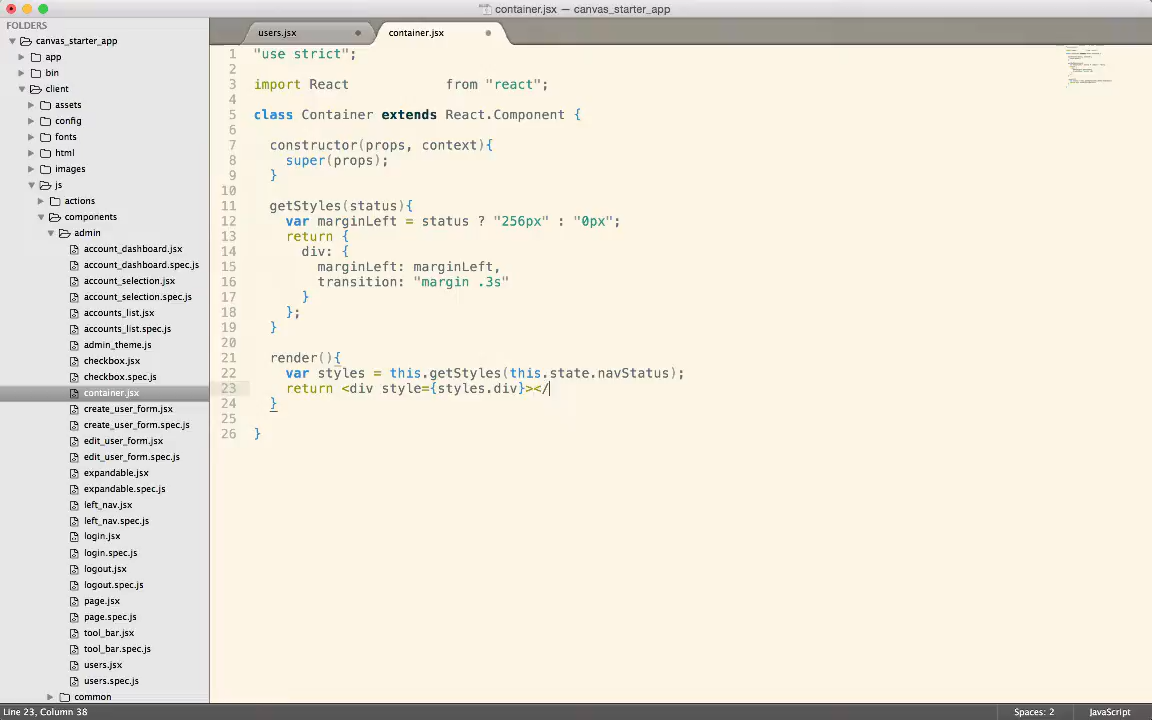 container.jsx — canvas_starter_app
FOLDERS
canvas_starter_app
app
bin
client
assets
config
fonts
html
images
js
actions
components
admin
account_dashboard.jsx
account_dashboard.spec.js
account_selection.jsx
account_selection.spec.js
accounts_list.jsx
accounts_list.spec.js
admin_theme.js
checkbox.jsx
checkbox.spec.js
container.jsx
create_user_form.jsx
create_user_form.spec.js
edit_user_form.jsx
edit_user_form.spec.js
expandable.jsx
expandable.spec.js
left_nav.jsx
left_nav.spec.js
login.jsx
login.spec.js
logout.jsx
logout.spec.js
page.jsx
page.spec.js
tool_bar.jsx
tool_bar.spec.js
users.jsx
users.spec.js
common
users.jsx
container.jsx
1 "use strict";
2
3 import React from "react";
4
5 class Container extends React.Component {
6
7 constructor(props, context){
8 super(props);
9 }
10
11 getStyles(status){
12 var marginLeft = status ? "256px" : "0px";
13 return {
14 div: {
15 marginLeft: marginLeft,
16 transition: "margin .3s"
17 }
18 };
19 }
20
21 render(){
22 var styles = this.getStyles(this.state.navStatus);
23 return <div style={styles.div}></
24 }
25
26 }
Line 23, Column 38
Spaces: 2
JavaScript